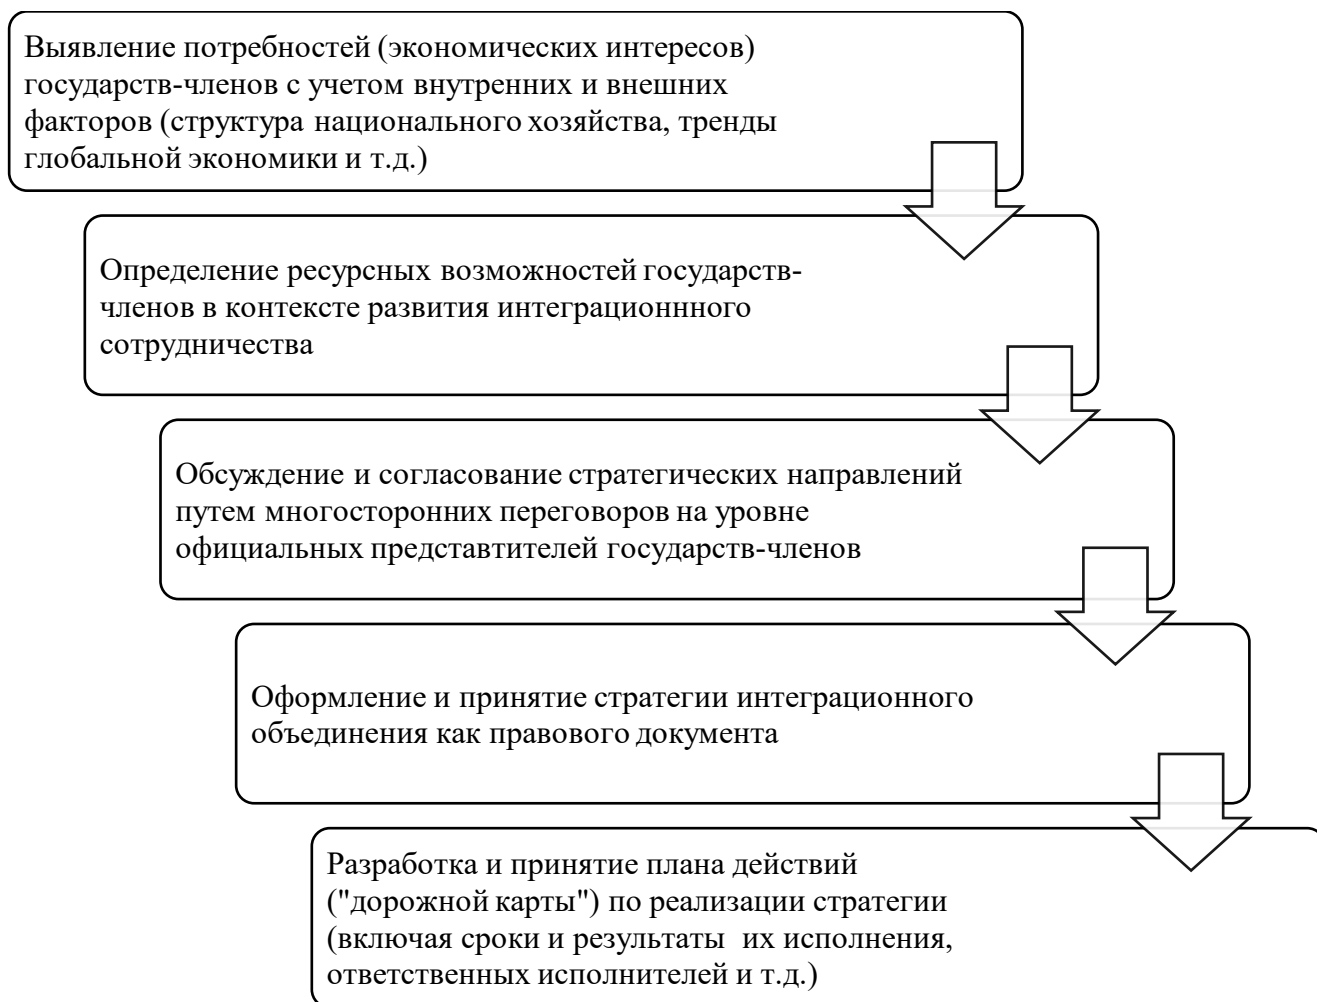 Выявление потребностей (экономических интересов)
государств-членов с учетом внутренних и внешних
факторов (структура национального хозяйства, тренды
глобальной экономики и т.д.)
Определение ресурсных возможностей государств-
членов в контексте развития интеграционнного
сотрудничества
Обсуждение и согласование стратегических направлений
путем многосторонних переговоров на уровне
официальных предстатвтителей государств-членов
Оформление и принятие стратегии интеграционного
объединения как правового документа
Разработка и принятие плана действий
("дорожной карты") по реализации стратегии
(включая сроки и результаты  их исполнения,
ответственных исполнителей и т.д.)